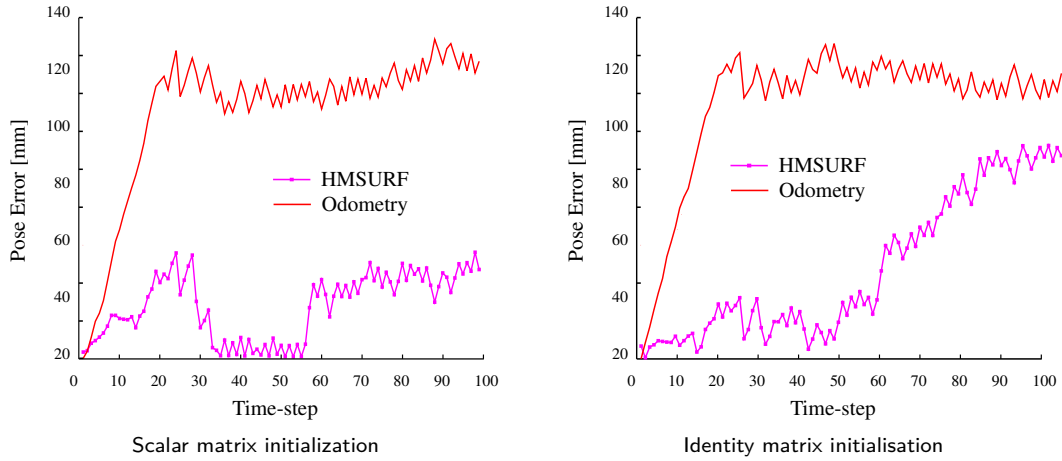 140
120
100
80
60
40
20
Pose Error [mm]
HMSURF
Odometry
0 10 20 30 40 50 60 70 80 90 100
Time-step
Scalar matrix initialization
140
120
100
80
60
40
20
Pose Error [mm]
HMSURF
Odometry
0 10 20 30 40 50 60 70 80 90 100
Time-step
Identity matrix initialisation